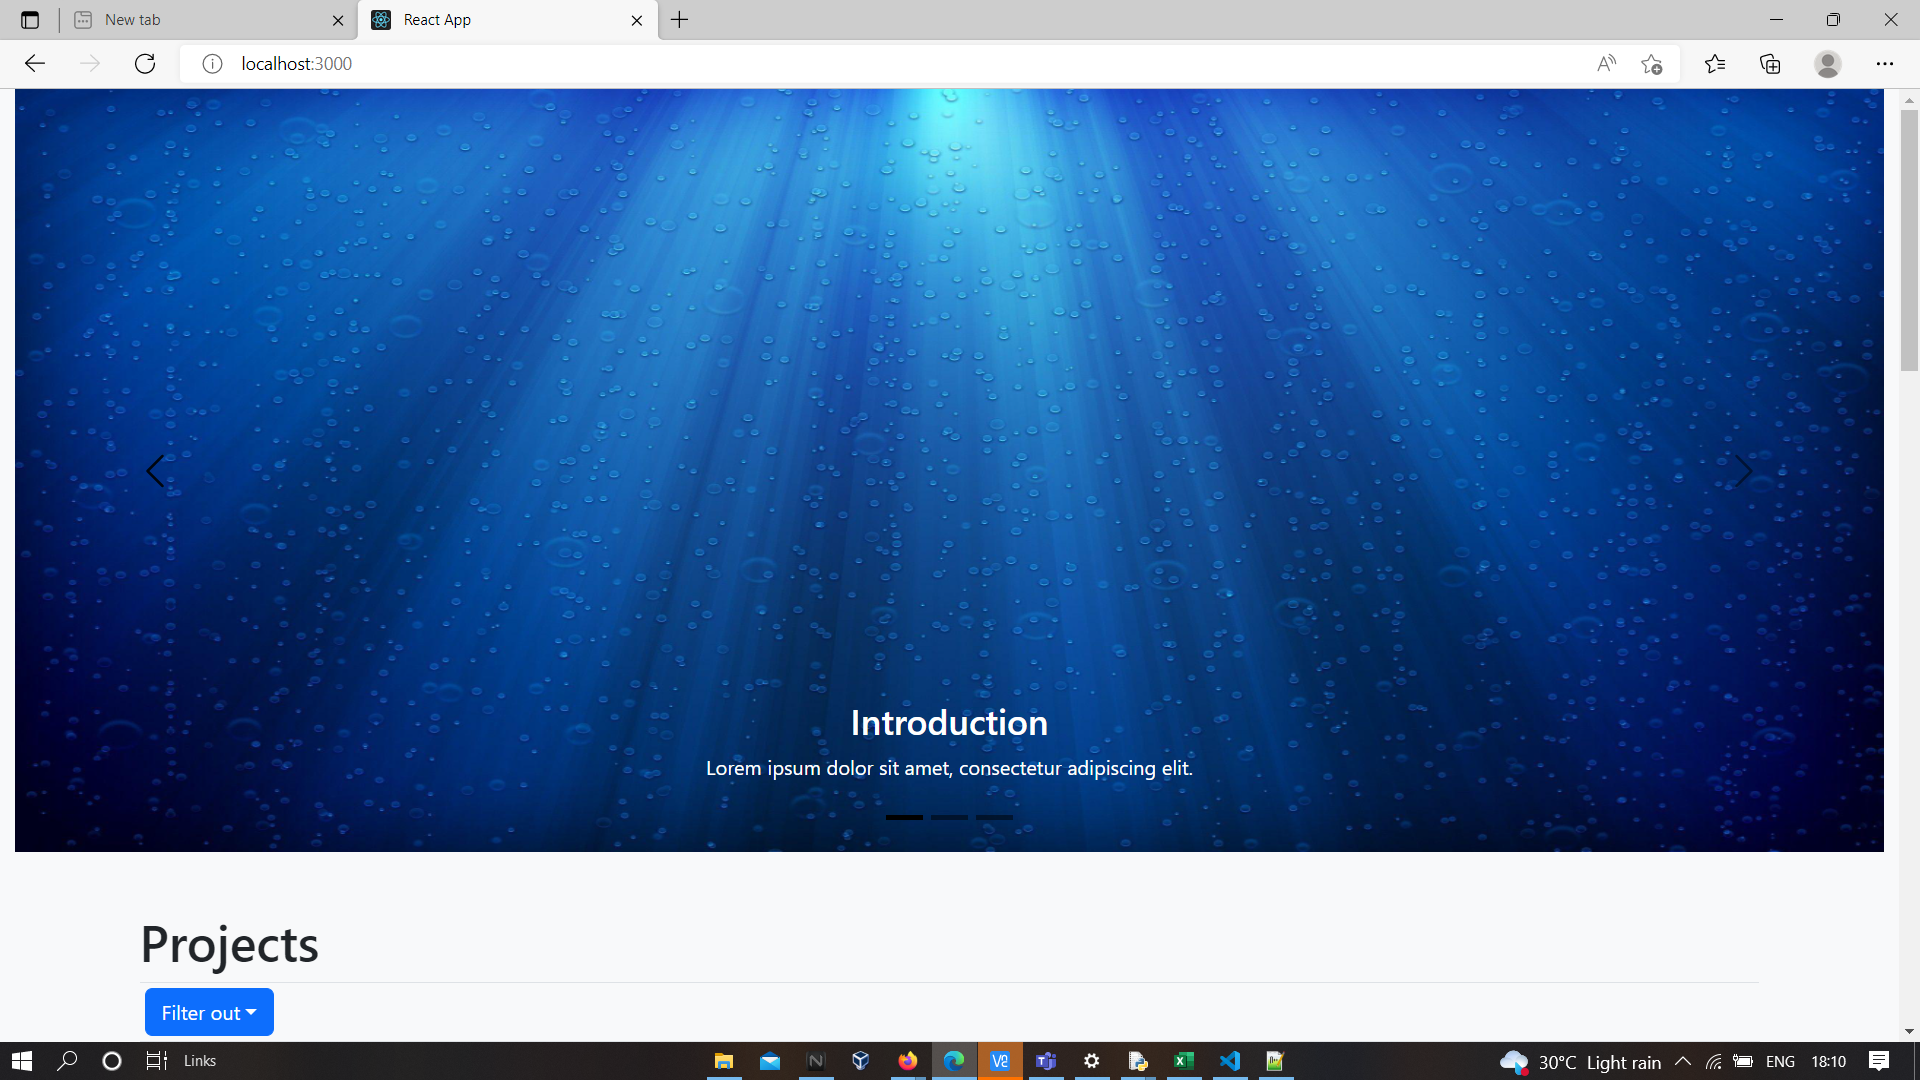 New tab
React App
localhost:3000
Introduction
Lorem ipsum dolor sit amet, consectetur adipiscing elit.
Projects
Filter out
Links
30°C Light rain
ENG
18:10